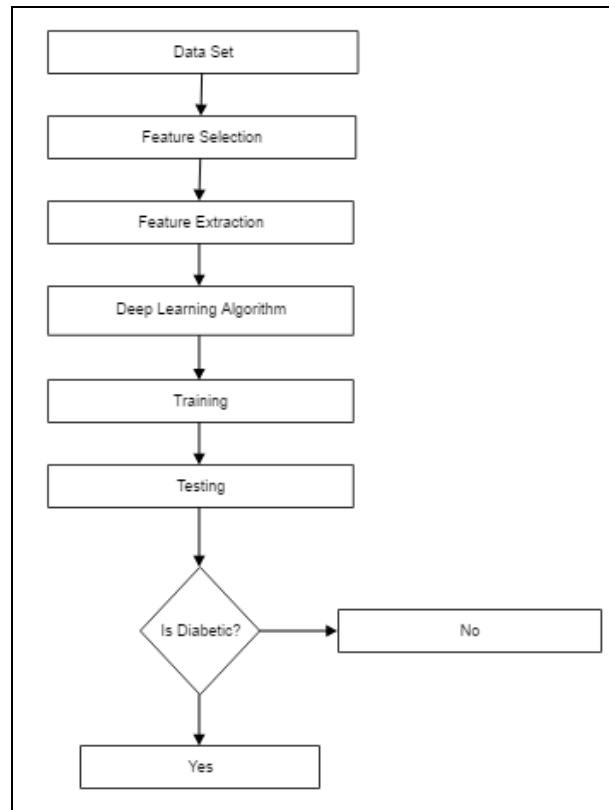 Data Set
Feature Selection
Feature Extraction
Deep Learning Algorithm
Training
Testing
Is Diabetic?
No
Yes